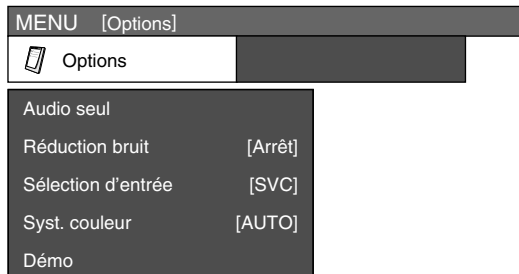 MENU [Options]
Options
Audio seul
Réduction bruit [Arrêt]
Sélection d'entrée [SVC]
Syst. couleur [AUTO]
Démo